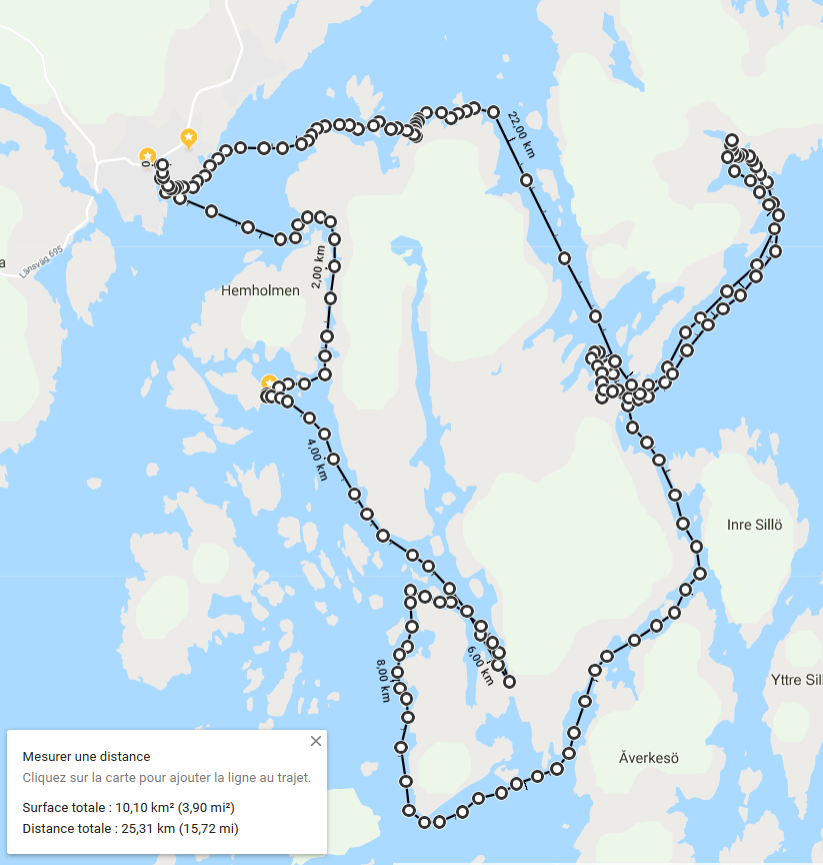 22,00 km
0
Länsväg 695
a
2,00 km
Hemholmen
4,00 km
Inre Sillö
6,00 km
8,00 km
Yttre Sill
Åverkesö
Mesurer une distance
Cliquez sur la carte pour ajouter la ligne au trajet.
Surface totale : 10,10 km² (3,90 mi²)
Distance totale : 25,31 km (15,72 mi)